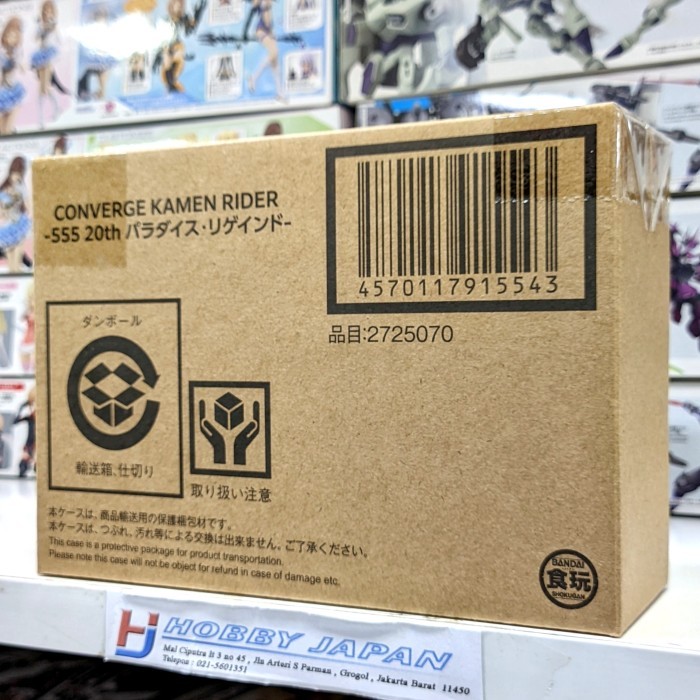 CONVERGE KAMEN RIDER
-555 20th パラダイス・リゲインド-
4570117915543
品目:2725070
ダンボール
輸送箱、仕切り
取り扱い注意
本ケースは、商品輸送用の保護梱包材です。
本ケースは、つぶれ、汚れ等による交換は出来ません。ご了承ください。
This case is a protective package for product transportation.
Please note this case will not be object for refund in case of damage etc.
BANDAI
食玩
SHOKUGAN
HJ HOBBY JAPAN
Mal Ciputra lt 3 no 45 , Jln Arteri S Parman , Grogol , Jakarta Barat 11450
Telepon : 021-5601351